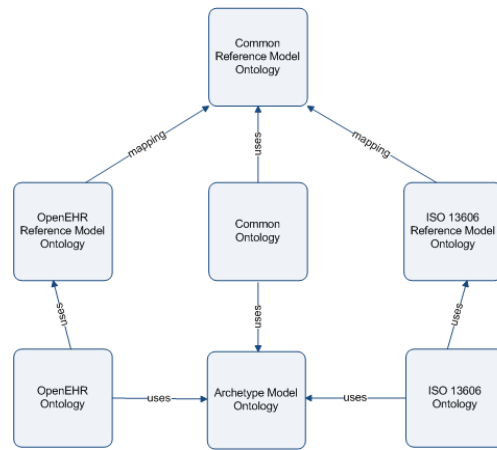 Common
Reference Model
Ontology
mapping
uses
mapping
OpenEHR
Reference Model
Ontology
Common
Ontology
ISO 13606
Reference Model
Ontology
uses
uses
uses
OpenEHR
Ontology
uses
Archetype Model
Ontology
uses
ISO 13606
Ontology